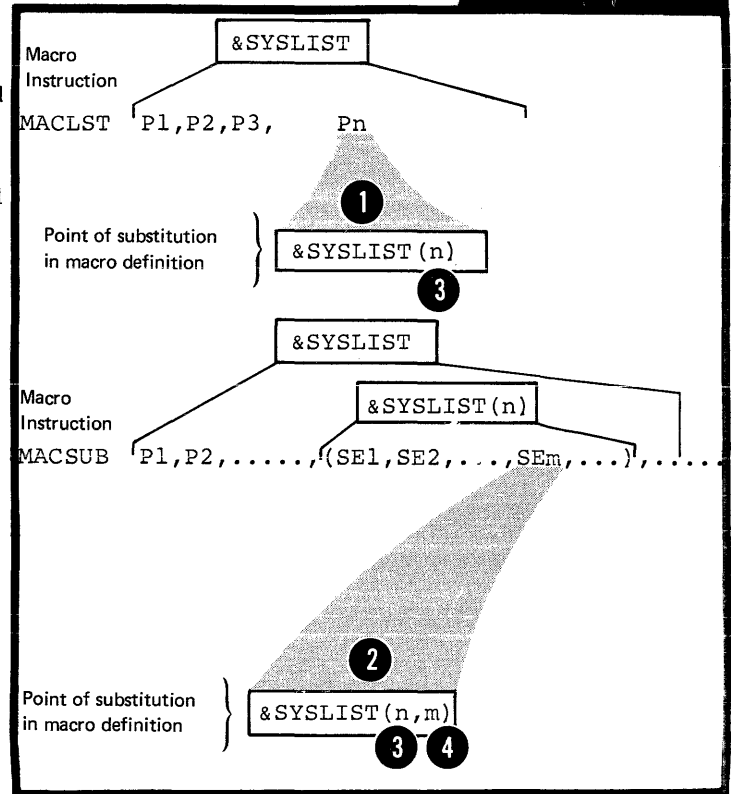 &SYSLIST
Macro
Instruction
MACLST P1,P2,P3, Pn
1
Point of substitution
in macro definition
&SYSLIST(n)
3
&SYSLIST
Macro
Instruction
&SYSLIST(n)
MACSUB P1,P2,.....,(SE1,SE2,...,SEm,...),.....
2
Point of substitution
in macro definition
&SYSLIST(n,m)
3 4